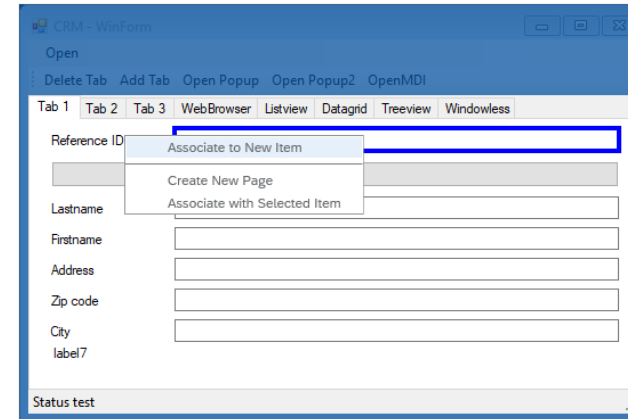 CRM - WinForm
Open
Delete Tab Add Tab Open Popup Open Popup2 OpenMDI
Tab 1 Tab 2 Tab 3 WebBrowser Listview Datagrid Treeview Windowless
Reference ID
Associate to New Item
Create New Page
Associate with Selected Item
Lastname
Firstname
Address
Zip code
City
label7
Status test